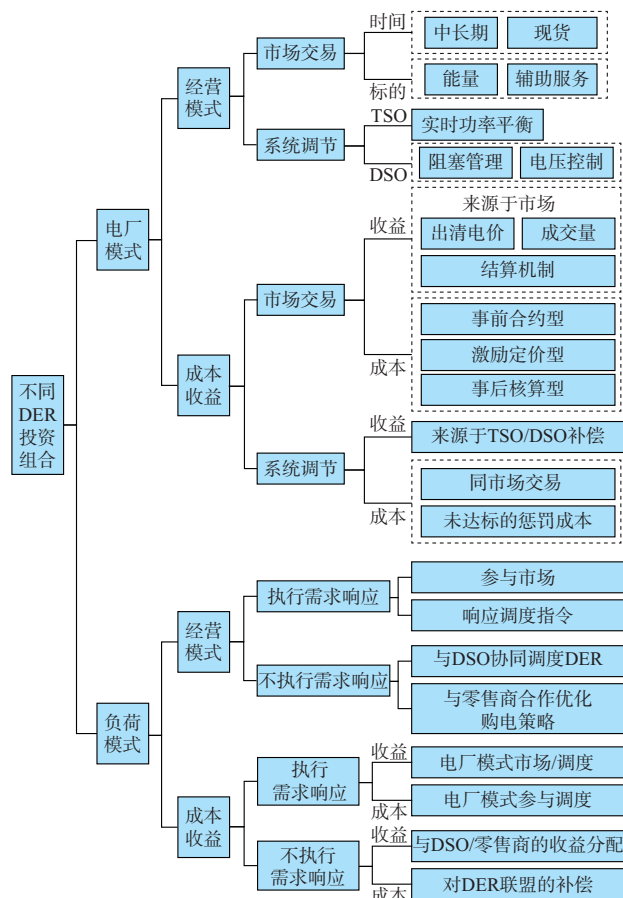 不同
DER
投资
组合
电厂
模式
经营
模式
市场交易
时间
中长期
现货
标的
能量
辅助服务
系统调节
TSO
实时功率平衡
DSO
阻塞管理
电压控制
成本
收益
市场交易
收益
来源于市场
出清电价
成交量
结算机制
成本
事前合约型
激励定价型
事后核算型
系统调节
收益
来源于TSO/DSO补偿
成本
同市场交易
未达标的惩罚成本
负荷
模式
经营
模式
执行需求响应
参与市场
响应调度指令
不执行需求响应
与DSO协同调度DER
与零售商合作优化
购电策略
成本
收益
执行
需求响应
收益
电厂模式市场/调度
成本
电厂模式参与调度
不执行
需求响应
收益
与DSO/零售商的收益分配
成本
对DER联盟的补偿